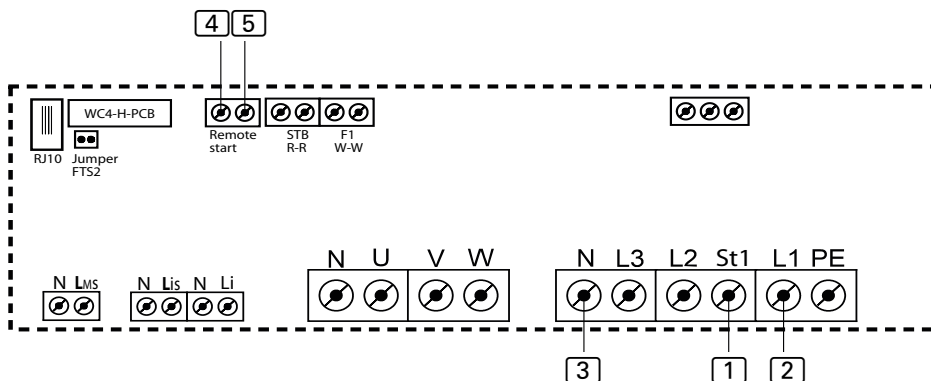 4 5
WC4-H-PCB
RJ10
Jumper
FTS2
Remote
start
STB
R-R
F1
W-W
N LMS
N Lis N Li
N U V W
N L3 L2 St1 L1 PE
3 1 2